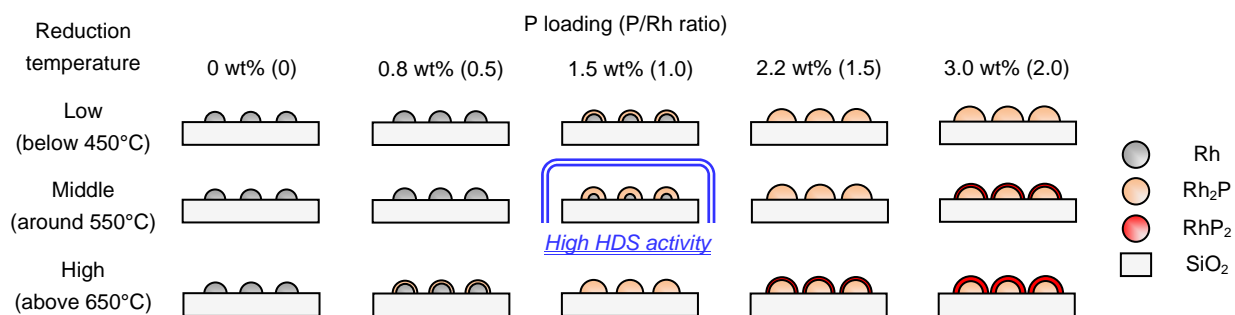 P loading (P/Rh ratio)
Reduction
temperature
0 wt% (0)
0.8 wt% (0.5)
1.5 wt% (1.0)
2.2 wt% (1.5)
3.0 wt% (2.0)
Low
(below 450°C)
Middle
(around 550°C)
High HDS activity
High
(above 650°C)
Rh
Rh₂P
RhP₂
SiO₂